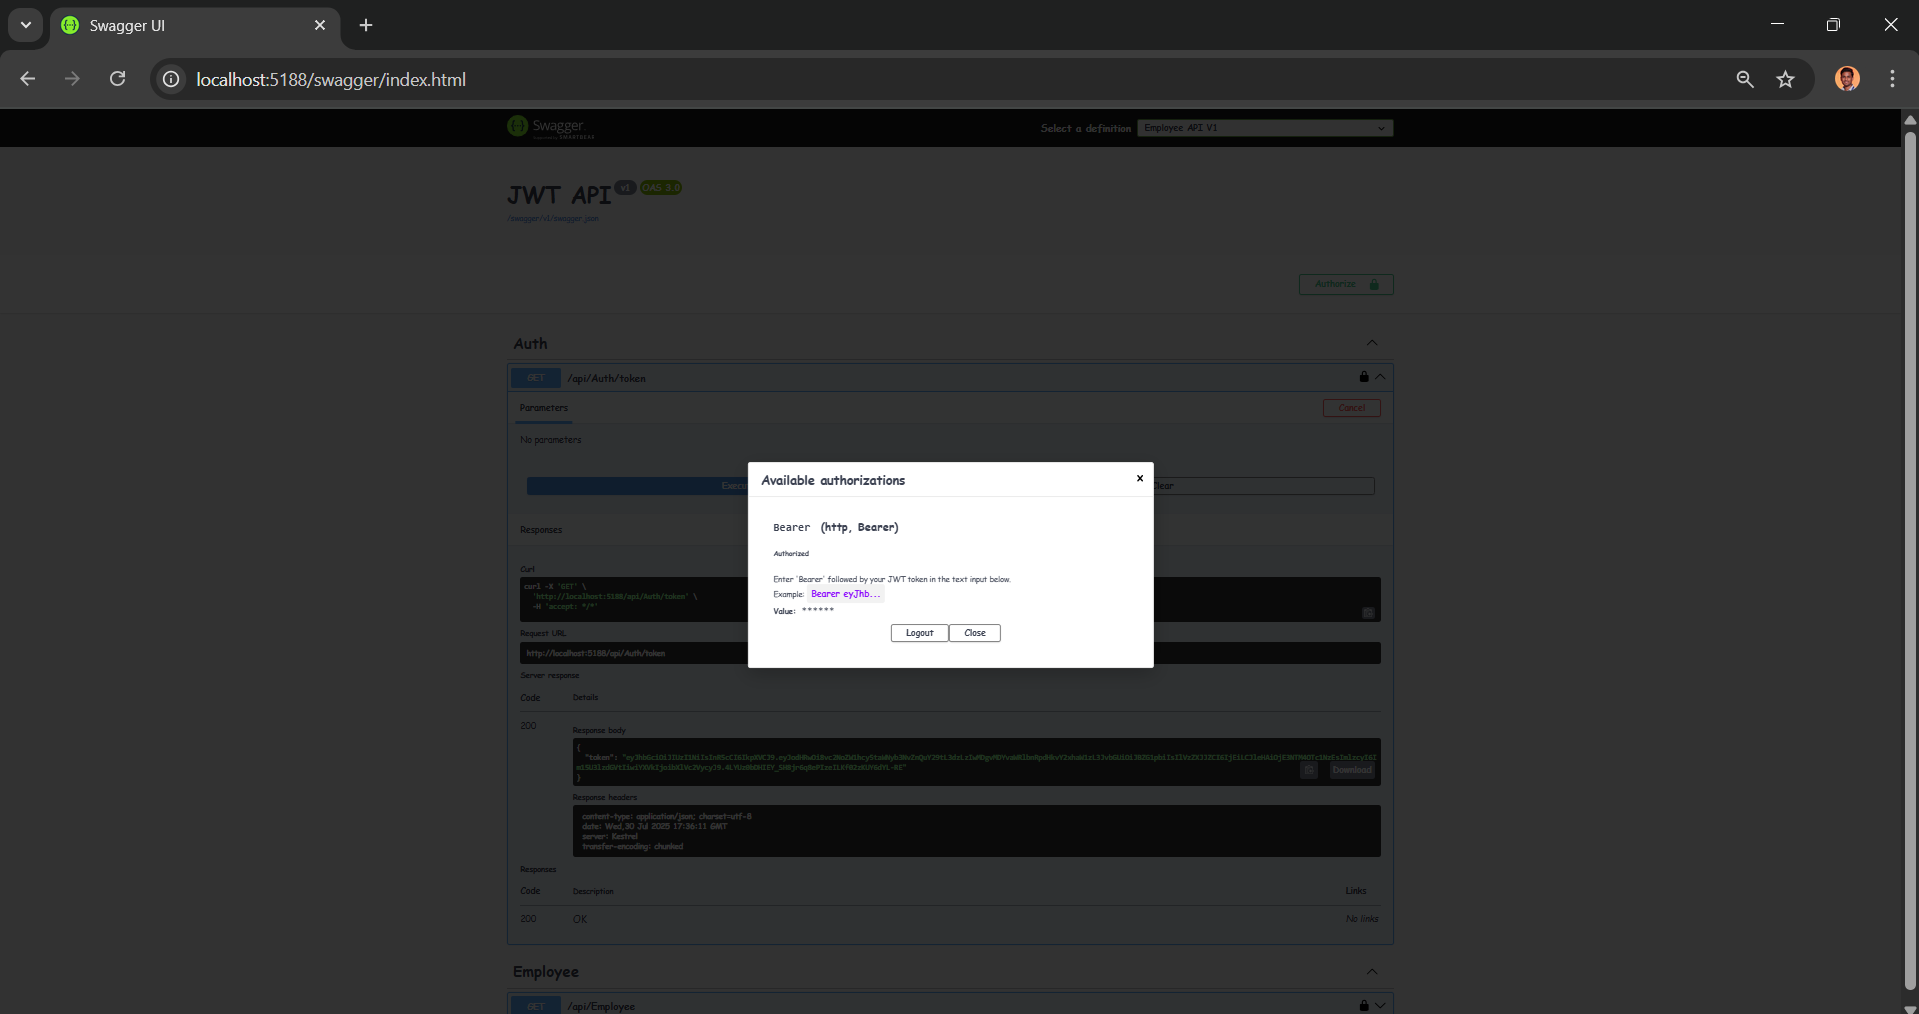 Swagger UI
localhost:5188/swagger/index.html
Swagger
Select a definition
Employee API V1
JWT API v1 OAS 3.0
/swagger/v1/swagger.json
Authorize
Auth
GET /api/Auth/token
Parameters
Cancel
No parameters
Clear
Responses
Curl
curl -X 'GET' \
'http://localhost:5188/api/Auth/token' \
-H 'accept: */*'
Request URL
http://localhost:5188/api/Auth/token
Server response
Code Details
200
Response body
{
"token":
}
Download
Response headers
content-type: application/json; charset=utf-8
date: Wed,30 Jul 2025 17:36:11 GMT
server: Kestrel
transfer-encoding: chunked
Responses
Code Description Links
200 OK No links
Employee
GET /api/Employee
Available authorizations
Bearer (http, Bearer)
Authorized
Enter 'Bearer' followed by your JWT token in the text input below.
Example: Bearer eyJhb...
Value: ******
Logout Close